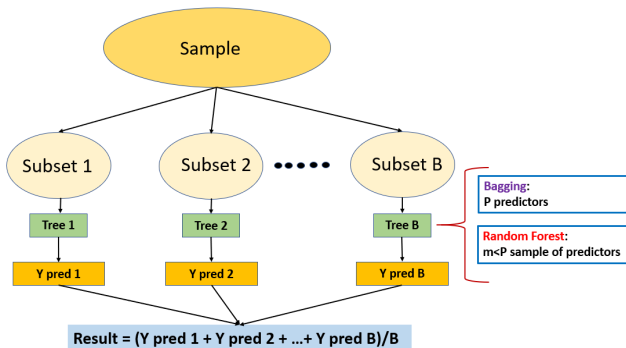 Sample
Subset 1
Subset 2
Subset B
Tree 1
Tree 2
Tree B
Bagging:
P predictors
Random Forest:
m<P sample of predictors
Y pred 1
Y pred 2
Y pred B
Result = (Y pred 1 + Y pred 2 + ...+ Y pred B)/B